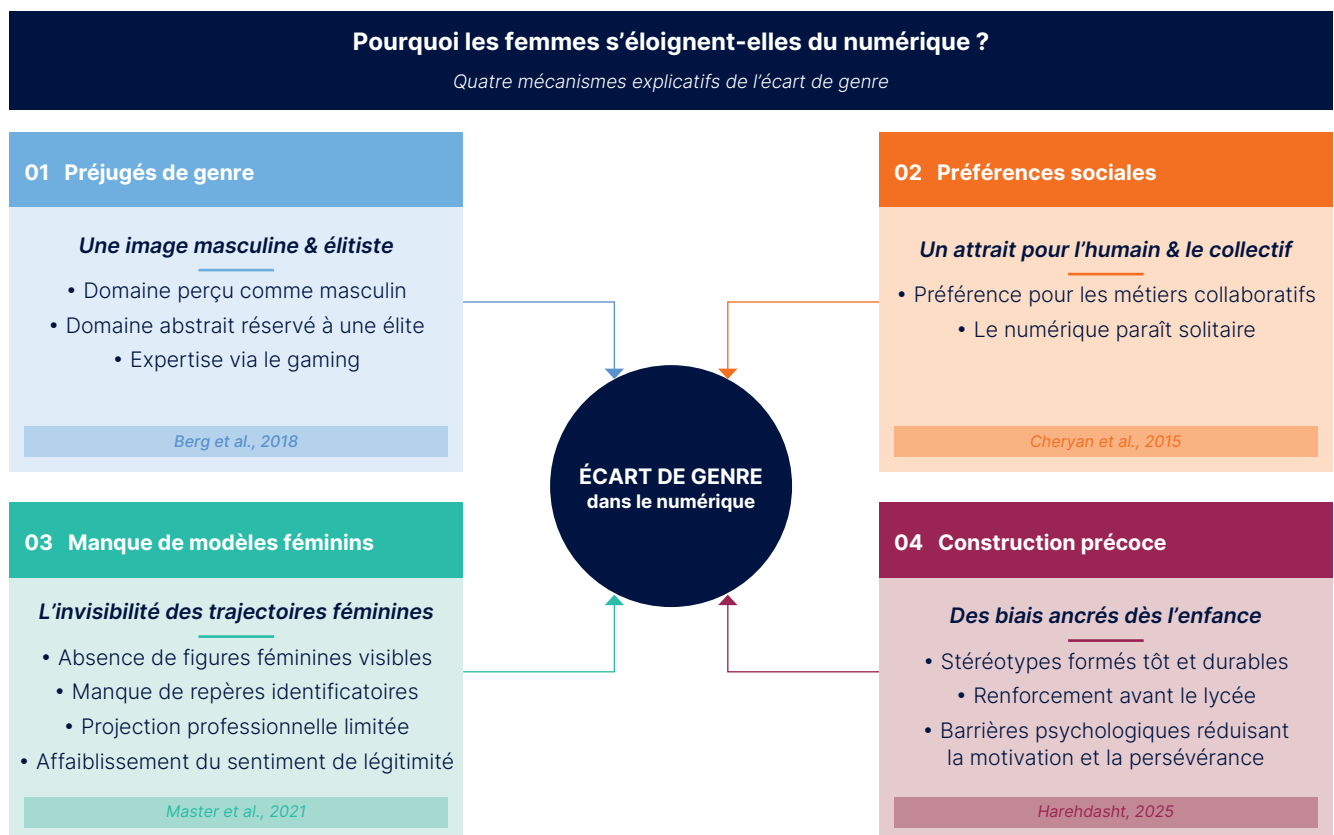 Pourquoi les femmes s’éloignent-elles du numérique ?
Quatre mécanismes explicatifs de l’écart de genre
01 Préjugés de genre
Une image masculine & élitiste
• Domaine perçu comme masculin
• Domaine abstrait réservé à une élite
• Expertise via le gaming
Berg et al., 2018
02 Préférences sociales
Un attrait pour l’humain & le collectif
• Préférence pour les métiers collaboratifs
• Le numérique paraît solitaire
Cheryan et al., 2015
ÉCART DE GENRE
dans le numérique
03 Manque de modèles féminins
L’invisibilité des trajectoires féminines
• Absence de figures féminines visibles
• Manque de repères identificatoires
• Projection professionnelle limitée
• Affaiblissement du sentiment de légitimité
Master et al., 2021
04 Construction précoce
Des biais ancrés dès l’enfance
• Stéréotypes formés tôt et durables
• Renforcement avant le lycée
• Barrières psychologiques réduisant
la motivation et la persévérance
Harehdasht, 2025